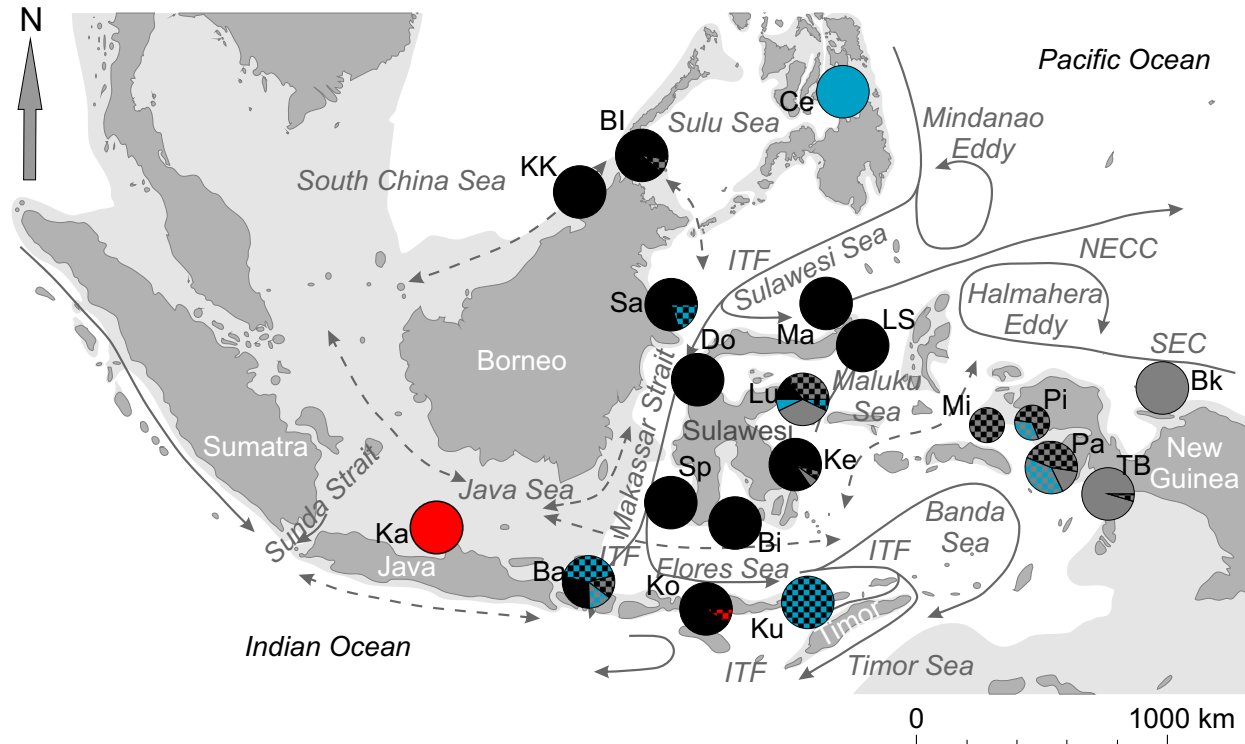 N
Pacific Ocean
Ce
Mindanao
Eddy
BI
Sulu Sea
KK
South China Sea
ITF
Sulawesi Sea
NECC
Halmahera
Eddy
Sa
Ma
LS
SEC
Do
Borneo
Makassar Strait
Lu
Maluku
Sea
Bk
Mi
Pi
Sumatra
Sulawesi
Pa
New
Guinea
TB
Ke
Sp
Java Sea
Sunda Strait
Ka
Bi
Banda
Sea
ITF
Java
ITF
Flores Sea
Ba
Ko
Ku
Timor
Indian Ocean
ITF
Timor Sea
0
1000 km